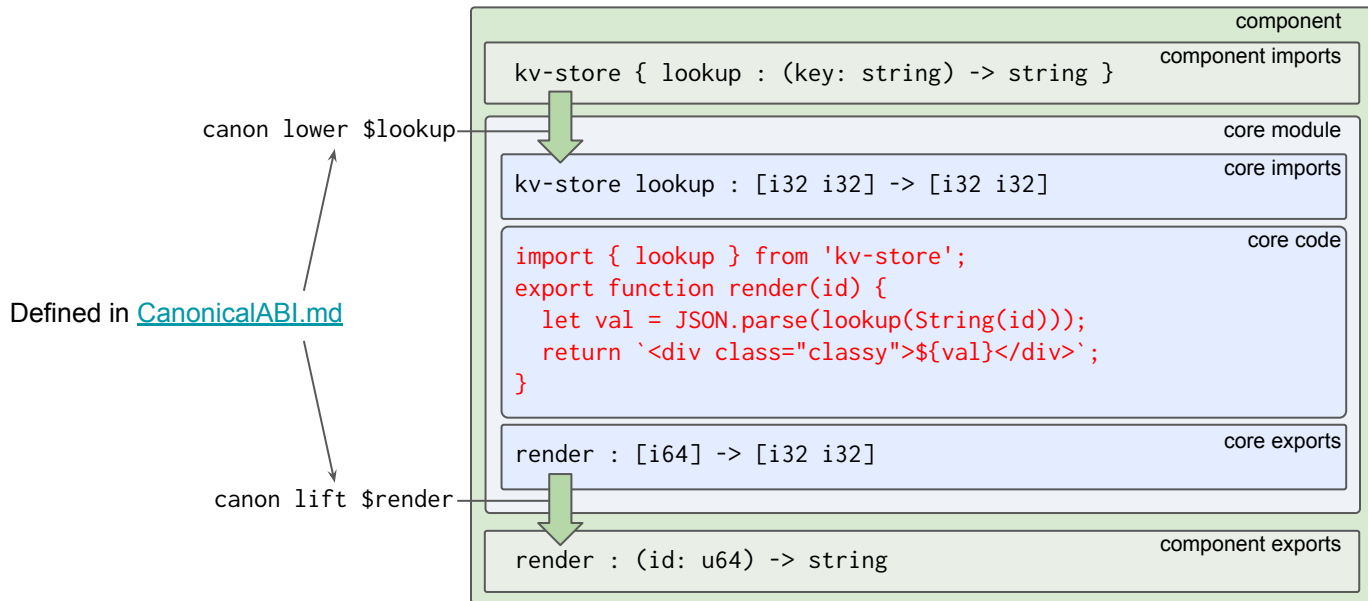 component
component imports
kv-store { lookup : (key: string) -> string }
canon lower $lookup
core module
core imports
kv-store lookup : [i32 i32] -> [i32 i32]
core code
import { lookup } from 'kv-store';
export function render(id) {
  let val = JSON.parse(lookup(String(id)));
  return `<div class="classy">${val}</div>`;
}
Defined in CanonicalABI.md
core exports
render : [i64] -> [i32 i32]
canon lift $render
component exports
render : (id: u64) -> string